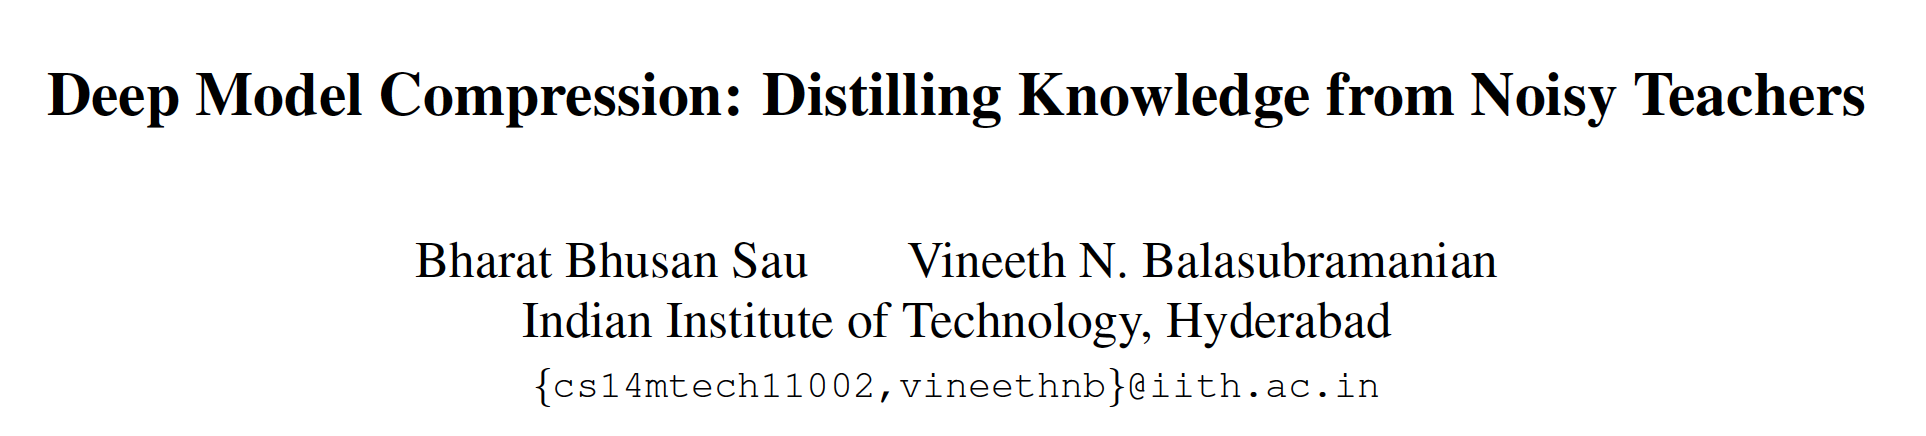 Deep Model Compression: Distilling Knowledge from Noisy Teachers
Bharat Bhusan Sau Vineeth N. Balasubramanian
Indian Institute of Technology, Hyderabad
{cs14mtech11002,vineethnb}@iith.ac.in